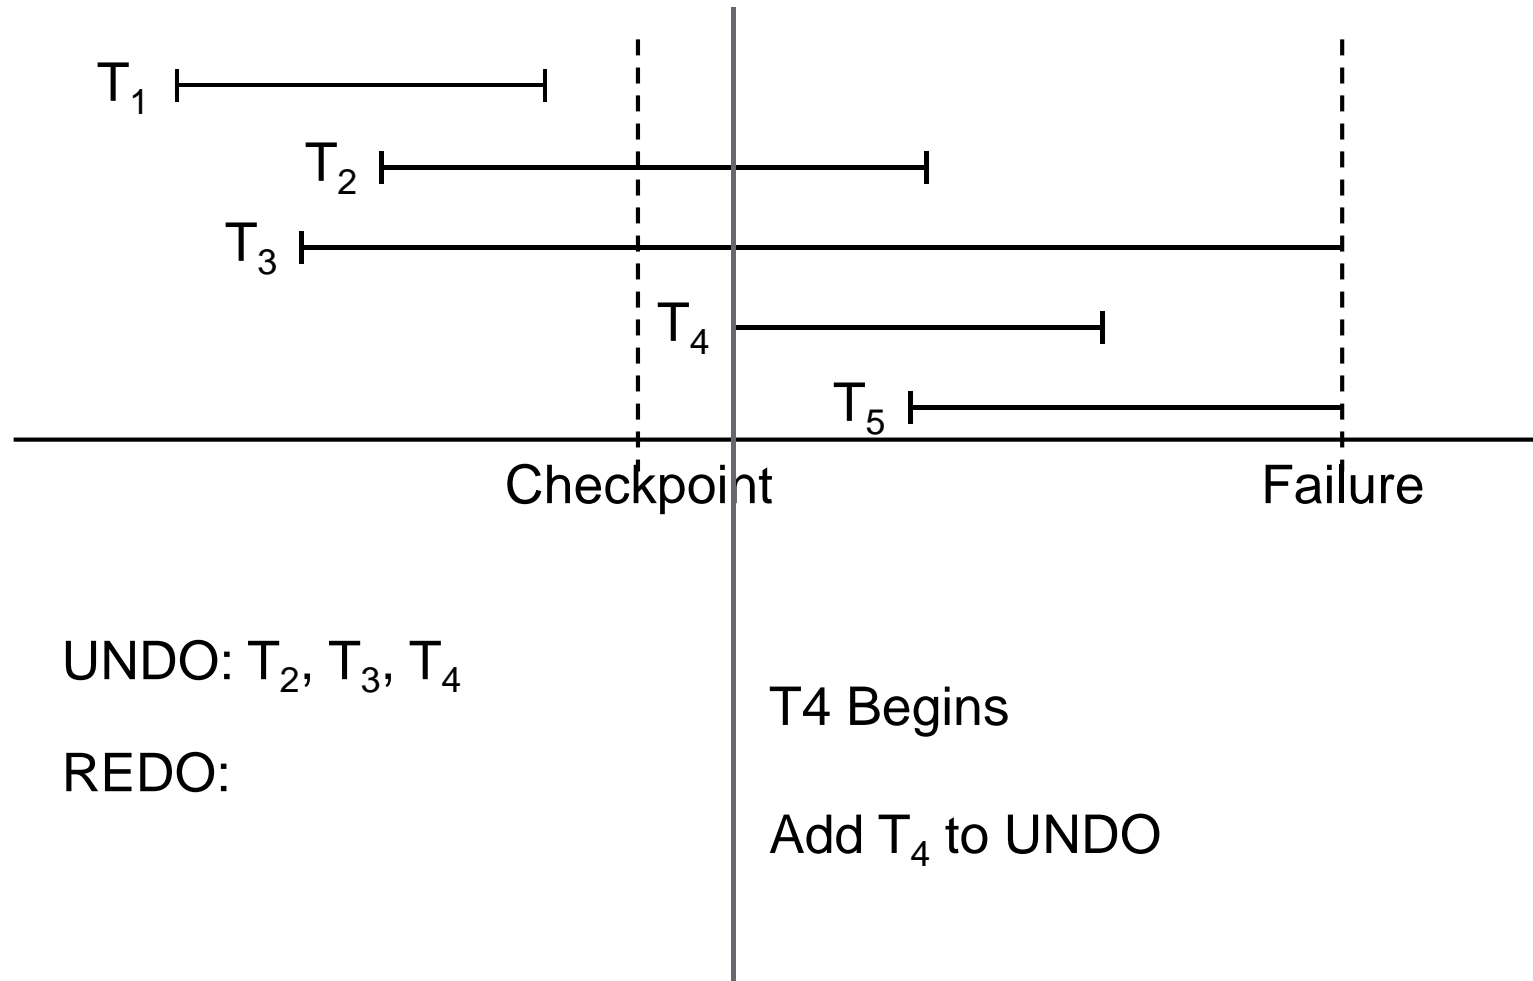 T₁
T₂
T₃
T₄
T₅
Checkpoint
Failure
UNDO: T₂, T₃, T₄
REDO:
T4 Begins
Add T₄ to UNDO